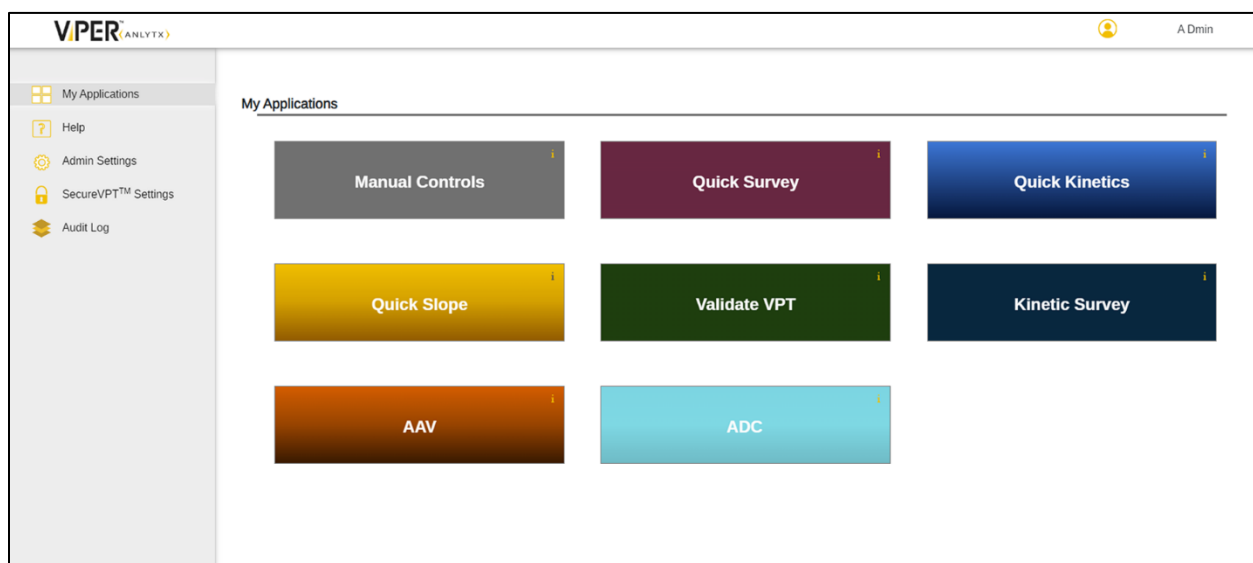 VIPER™ (ANLYTX)
A Dmin
My Applications
Help
Admin Settings
SecureVPT™ Settings
Audit Log
My Applications
i
Manual Controls
i
Quick Survey
i
Quick Kinetics
i
Quick Slope
i
Validate VPT
i
Kinetic Survey
i
AAV
i
ADC